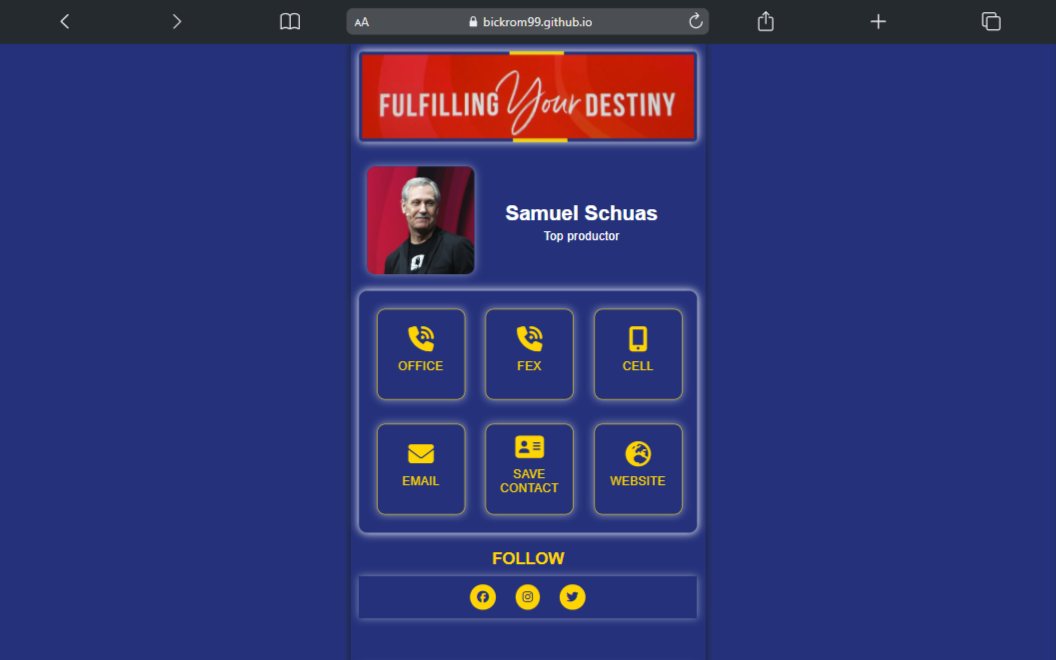 AA bickrom99.github.io
FULFILLING Your DESTINY
Samuel Schuas
Top productor
OFFICE FEX CELL
EMAIL SAVE CONTACT WEBSITE
FOLLOW